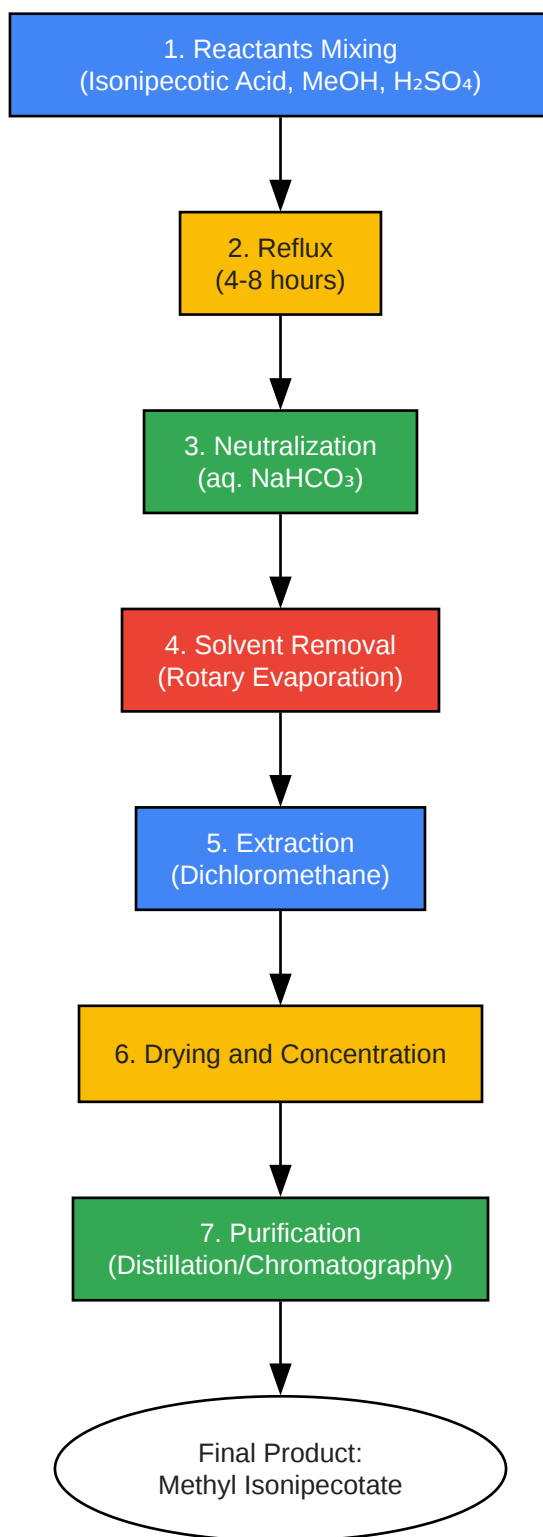 1. Reactants Mixing
(Isonipecotic Acid, MeOH, H₂SO₄)
2. Reflux
(4-8 hours)
3. Neutralization
(aq. NaHCO₃)
4. Solvent Removal
(Rotary Evaporation)
5. Extraction
(Dichloromethane)
6. Drying and Concentration
7. Purification
(Distillation/Chromatography)
Final Product:
Methyl Isonipecotate